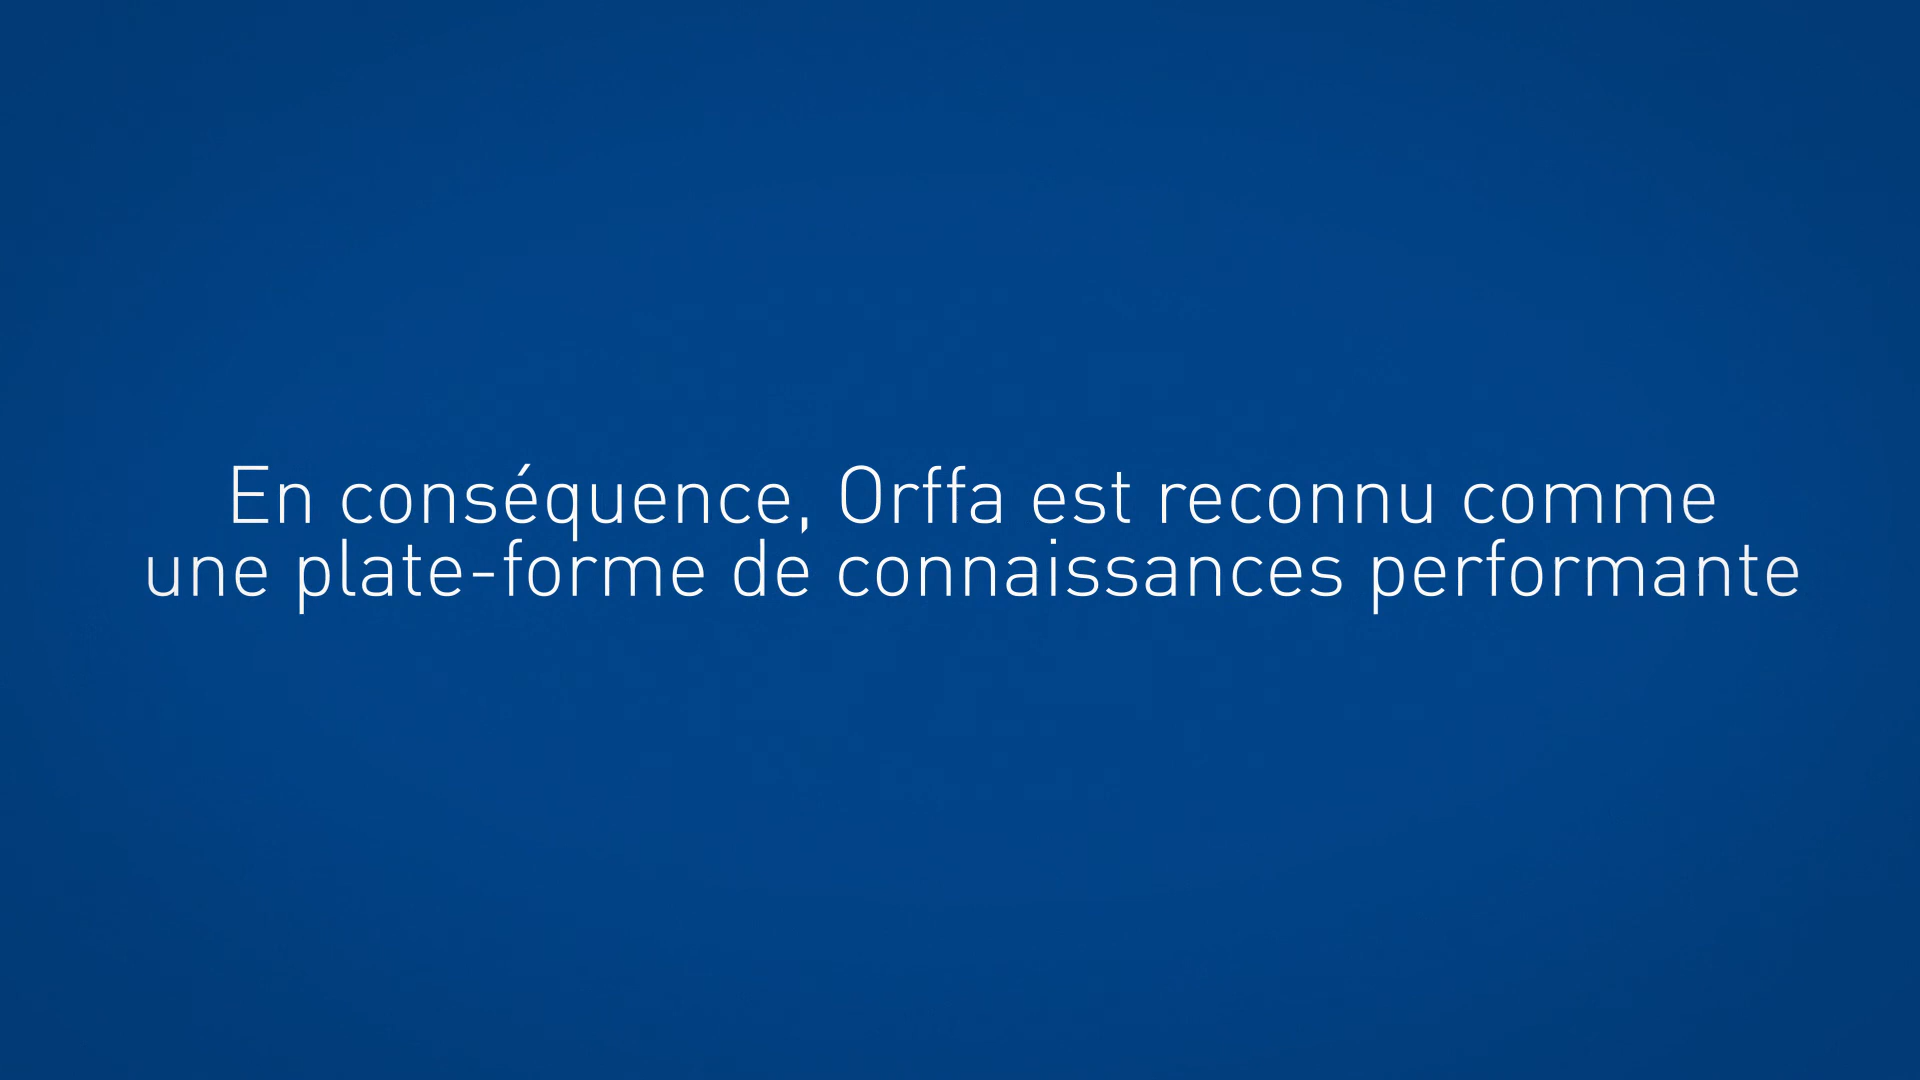 En conséquence, Orffa est reconnu comme
une plate-forme de connaissances performante